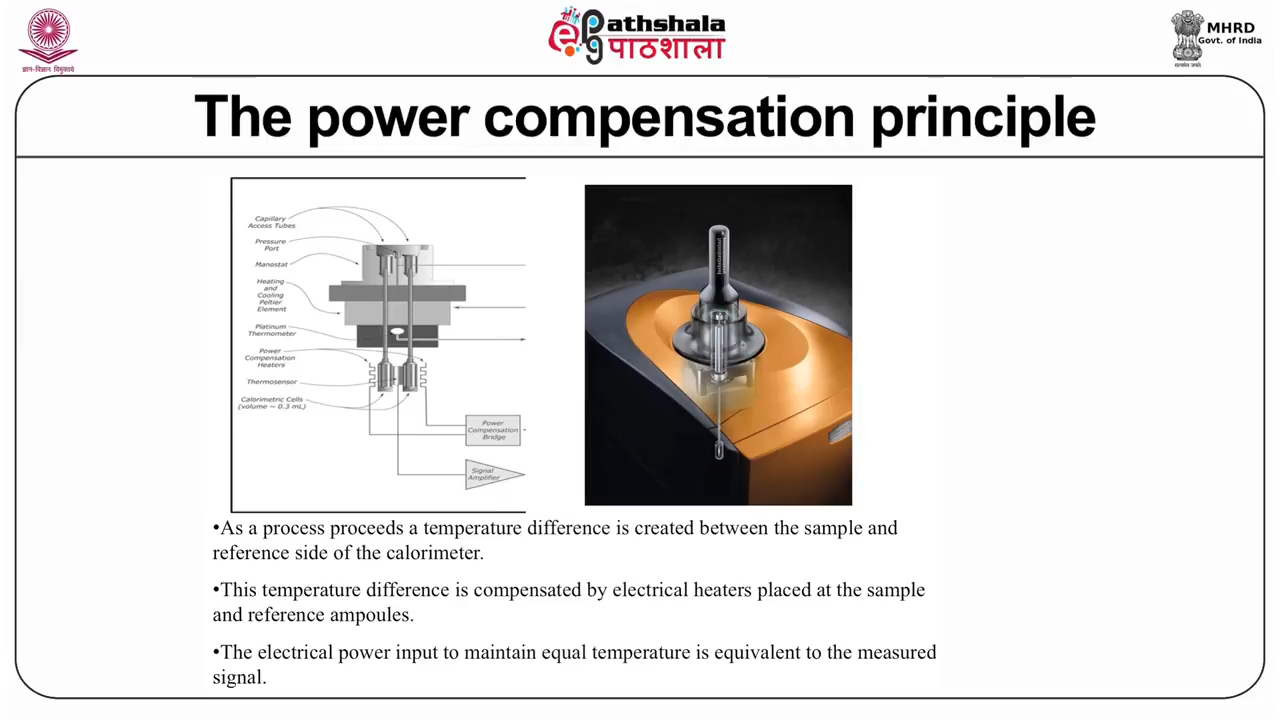 ज्ञान-विज्ञान विमुक्तये
ePathshala
पाठशाला
MHRD
Govt. of India
सत्यमेव जयते
The power compensation principle
Capillary
Access Tubes
Pressure
Port
Manostat
Heating
and
Cooling
Peltier
Element
Platinum
Thermometer
Power
Compensation
Heaters
Thermosensor
Calorimetric Cells
(volume ~ 0.3 mL)
Power
Compensation
Bridge
Signal
Amplifier
•As a process proceeds a temperature difference is created between the sample and
reference side of the calorimeter.
•This temperature difference is compensated by electrical heaters placed at the sample
and reference ampoules.
•The electrical power input to maintain equal temperature is equivalent to the measured
signal.